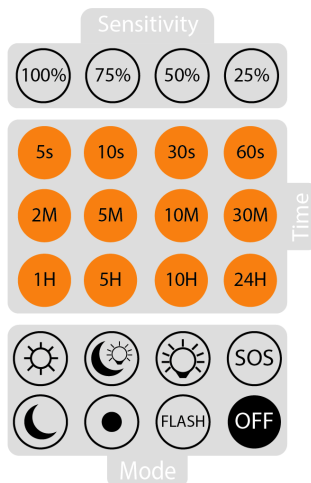 Sensitivity
100% 75% 50% 25%
5s 10s 30s 60s
2M 5M 10M 30M
Time
1H 5H 10H 24H
SOS
FLASH OFF
Mode